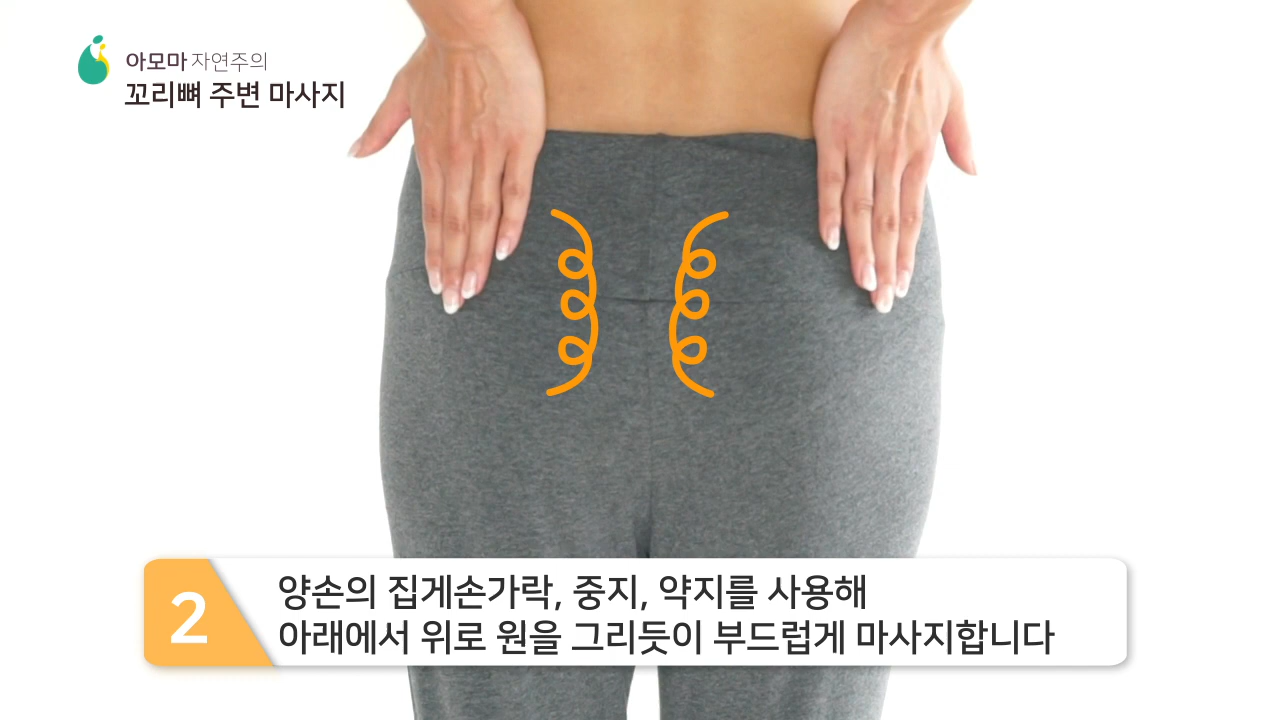 아모마 자연주의
꼬리뼈 주변 마사지
2
양손의 집게손가락, 중지, 약지를 사용해
아래에서 위로 원을 그리듯이 부드럽게 마사지합니다